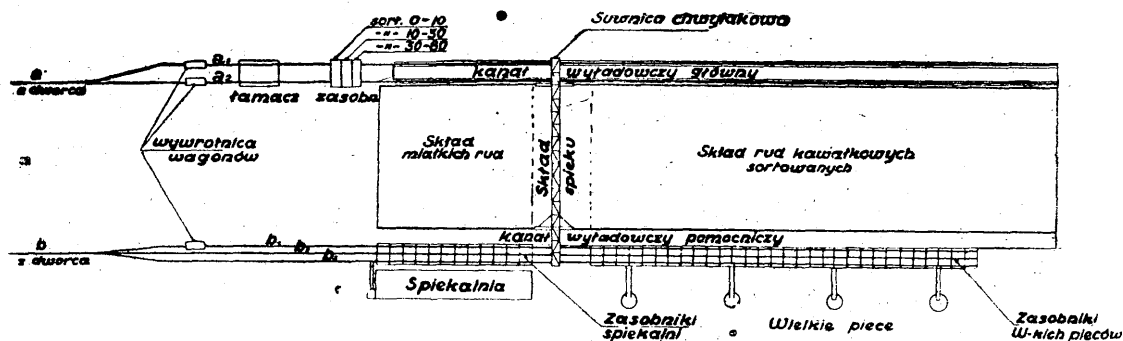 sort. 0-10
-"- 10-30
-"- 30-80
Suwnica chwytakowa
a
z dworca
a₁
a₂
łamacz
zasoba
kanał wyładowczy główny
wywrotnica
wagonów
Skład
miałkich rud
Skład
spieku
Skład rud kawałkowych
sortowanych
kanał wyładowczy pomocniczy
b
z dworca
b₁
b₂
Spiekalnia
Zasobniki
spiekalni
Wielkie piece
Zasobniki
W-kich pieców